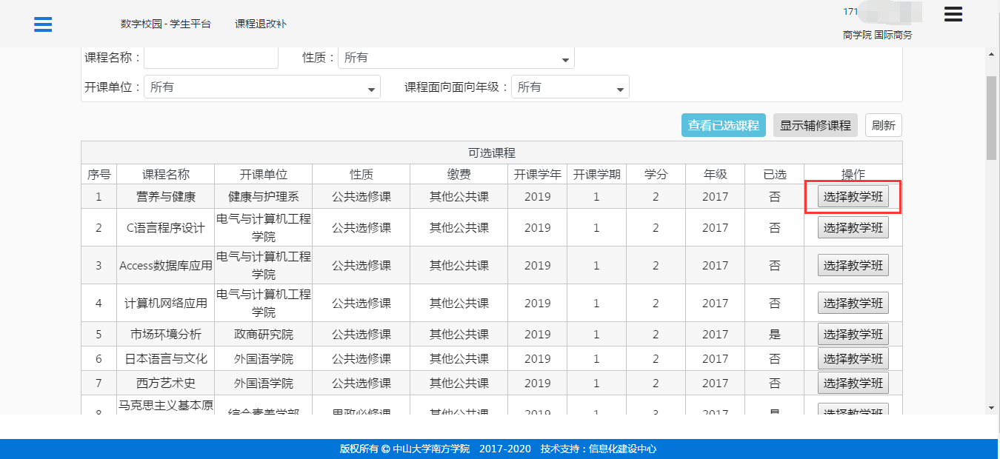 数字校园 - 学生平台 课程退改补
171
商学院 国际商务
课程名称： 性质： 所有
开课单位： 所有 课程面向面向年级： 所有
查看已选课程 显示辅修课程 刷新
可选课程
序号 课程名称 开课单位 性质 缴费 开课学年 开课学期 学分 年级 已选 操作
1 营养与健康 健康与护理系 公共选修课 其他公共课 2019 1 2 2017 否 选择教学班
2 C语言程序设计 电气与计算机工程学院 公共选修课 其他公共课 2019 1 2 2017 否 选择教学班
3 Access数据库应用 电气与计算机工程学院 公共选修课 其他公共课 2019 1 2 2017 否 选择教学班
4 计算机网络应用 电气与计算机工程学院 公共选修课 其他公共课 2019 1 2 2017 否 选择教学班
5 市场环境分析 政商研究院 公共选修课 其他公共课 2019 1 2 2017 是 选择教学班
6 日本语言与文化 外国语学院 公共选修课 其他公共课 2019 1 2 2017 否 选择教学班
7 西方艺术史 外国语学院 公共选修课 其他公共课 2019 1 2 2017 否 选择教学班
8 马克思主义基本原 综合素养学部 思政必修课 其他公共课 2019 1 3 2017 是 选择教学班
版权所有 © 中山大学南方学院 2017-2020 技术支持：信息化建设中心